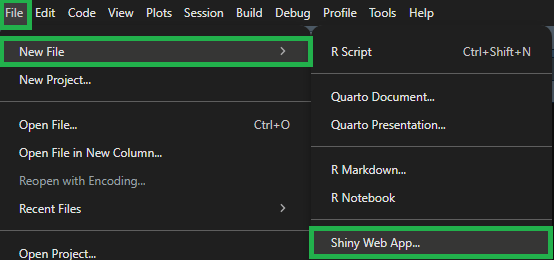 File Edit Code View Plots Session Build Debug Profile Tools Help
New File >
New Project...
Open File... Ctrl+O
Open File in New Column...
Reopen with Encoding...
Recent Files >
Open Project...
R Script Ctrl+Shift+N
Quarto Document...
Quarto Presentation...
R Markdown...
R Notebook
Shiny Web App...